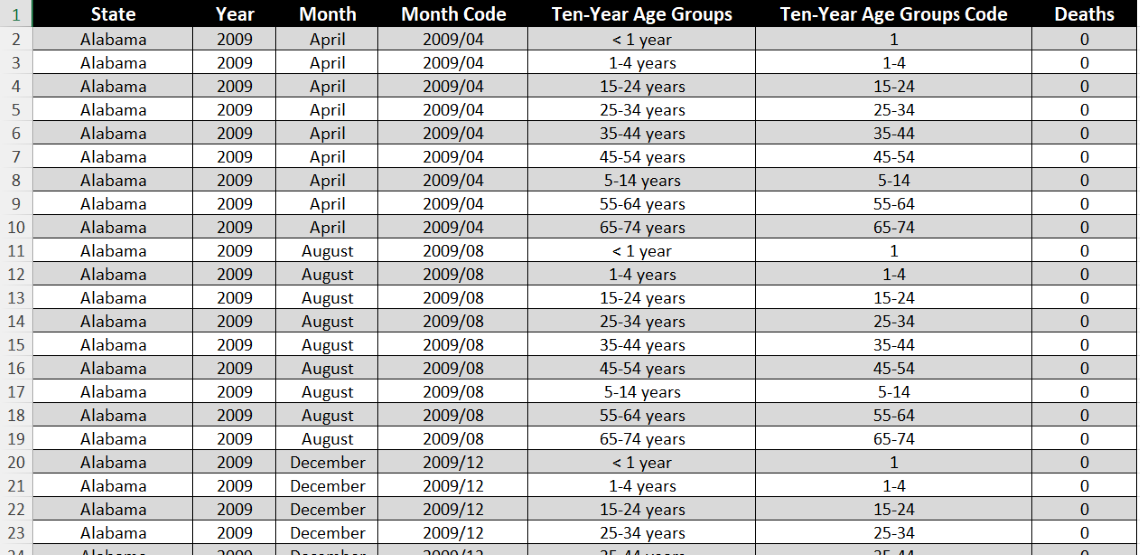 1 State Year Month Month Code Ten-Year Age Groups Ten-Year Age Groups Code Deaths
2 Alabama 2009 April 2009/04 < 1 year 1 0
3 Alabama 2009 April 2009/04 1-4 years 1-4 0
4 Alabama 2009 April 2009/04 15-24 years 15-24 0
5 Alabama 2009 April 2009/04 25-34 years 25-34 0
6 Alabama 2009 April 2009/04 35-44 years 35-44 0
7 Alabama 2009 April 2009/04 45-54 years 45-54 0
8 Alabama 2009 April 2009/04 5-14 years 5-14 0
9 Alabama 2009 April 2009/04 55-64 years 55-64 0
10 Alabama 2009 April 2009/04 65-74 years 65-74 0
11 Alabama 2009 August 2009/08 < 1 year 1 0
12 Alabama 2009 August 2009/08 1-4 years 1-4 0
13 Alabama 2009 August 2009/08 15-24 years 15-24 0
14 Alabama 2009 August 2009/08 25-34 years 25-34 0
15 Alabama 2009 August 2009/08 35-44 years 35-44 0
16 Alabama 2009 August 2009/08 45-54 years 45-54 0
17 Alabama 2009 August 2009/08 5-14 years 5-14 0
18 Alabama 2009 August 2009/08 55-64 years 55-64 0
19 Alabama 2009 August 2009/08 65-74 years 65-74 0
20 Alabama 2009 December 2009/12 < 1 year 1 0
21 Alabama 2009 December 2009/12 1-4 years 1-4 0
22 Alabama 2009 December 2009/12 15-24 years 15-24 0
23 Alabama 2009 December 2009/12 25-34 years 25-34 0